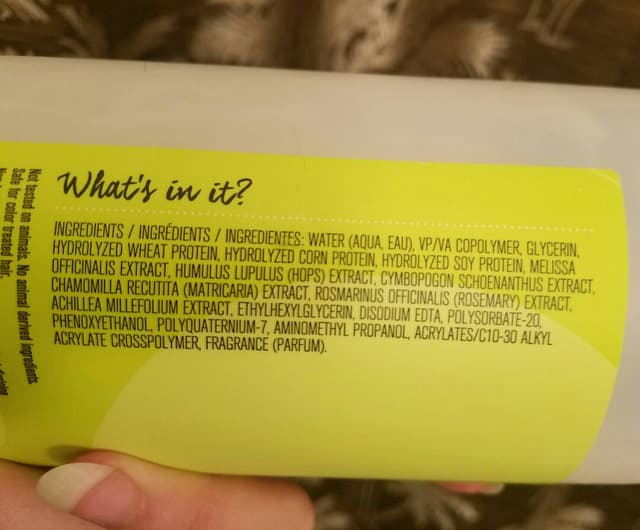 What's in it?
INGREDIENTS / INGRÉDIENTS / INGREDIENTES: WATER (AQUA, EAU), VP/VA COPOLYMER, GLYCERIN,
HYDROLYZED WHEAT PROTEIN, HYDROLYZED CORN PROTEIN, HYDROLYZED SOY PROTEIN, MELISSA
OFFICINALIS EXTRACT, HUMULUS LUPULUS (HOPS) EXTRACT, CYMBOPOGON SCHOENANTHUS EXTRACT,
CHAMOMILLA RECUTITA (MATRICARIA) EXTRACT, ROSMARINUS OFFICINALIS (ROSEMARY) EXTRACT,
ACHILLEA MILLEFOLIUM EXTRACT, ETHYLHEXYLGLYCERIN, DISODIUM EDTA, POLYSORBATE-20,
PHENOXYETHANOL, POLYQUATERNIUM-7, AMINOMETHYL PROPANOL, ACRYLATES/C10-30 ALKYL
ACRYLATE CROSSPOLYMER, FRAGRANCE (PARFUM).
Not tested on animals. No animal derived ingredients.
Safe for color treated hair.